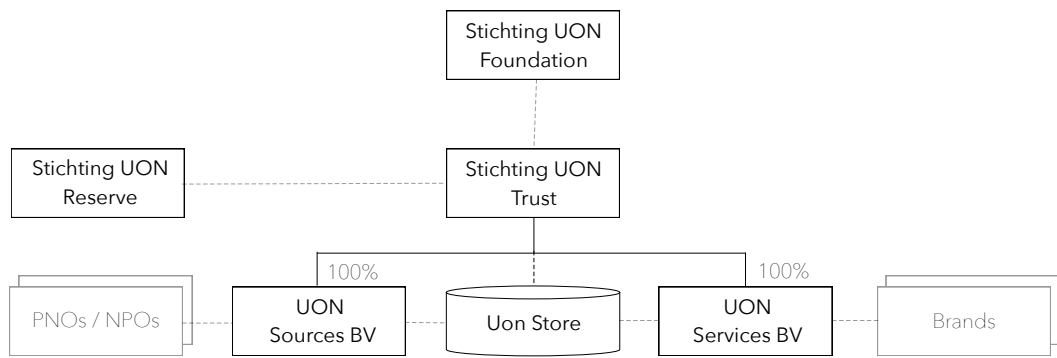 Stichting UON
Foundation
Stichting UON
Reserve
Stichting UON
Trust
100%
100%
PNOs / NPOs
UON
Sources BV
Uon Store
UON
Services BV
Brands